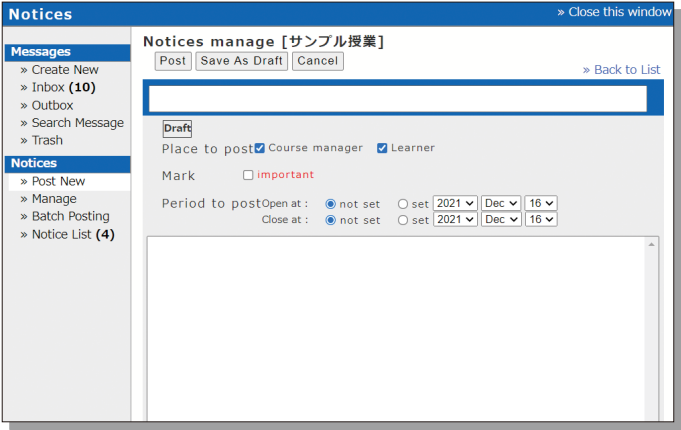 Notices
» Close this window
Messages
» Create New
» Inbox (10)
» Outbox
» Search Message
» Trash
Notices
» Post New
» Manage
» Batch Posting
» Notice List (4)
Notices manage [サンプル授業]
Post Save As Draft Cancel
» Back to List
Draft
Place to post Course manager Learner
Mark important
Period to post Open at : not set set 2021 Dec 16
Close at : not set set 2021 Dec 16